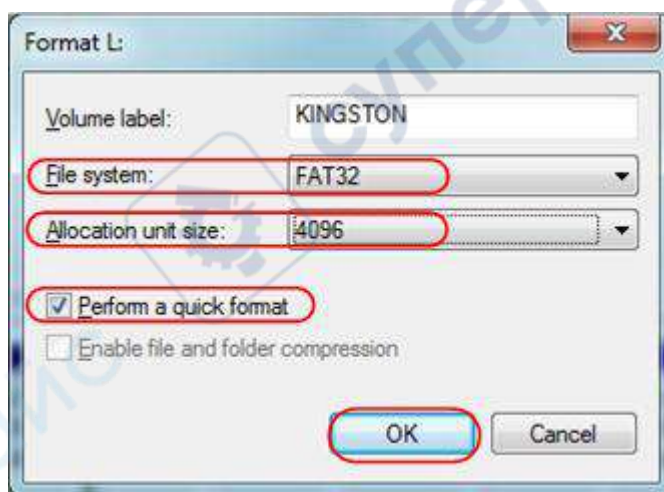 Format L:
Volume label: KINGSTON
File system: FAT32
Allocation unit size: 4096
Perform a quick format
Enable file and folder compression
OK Cancel